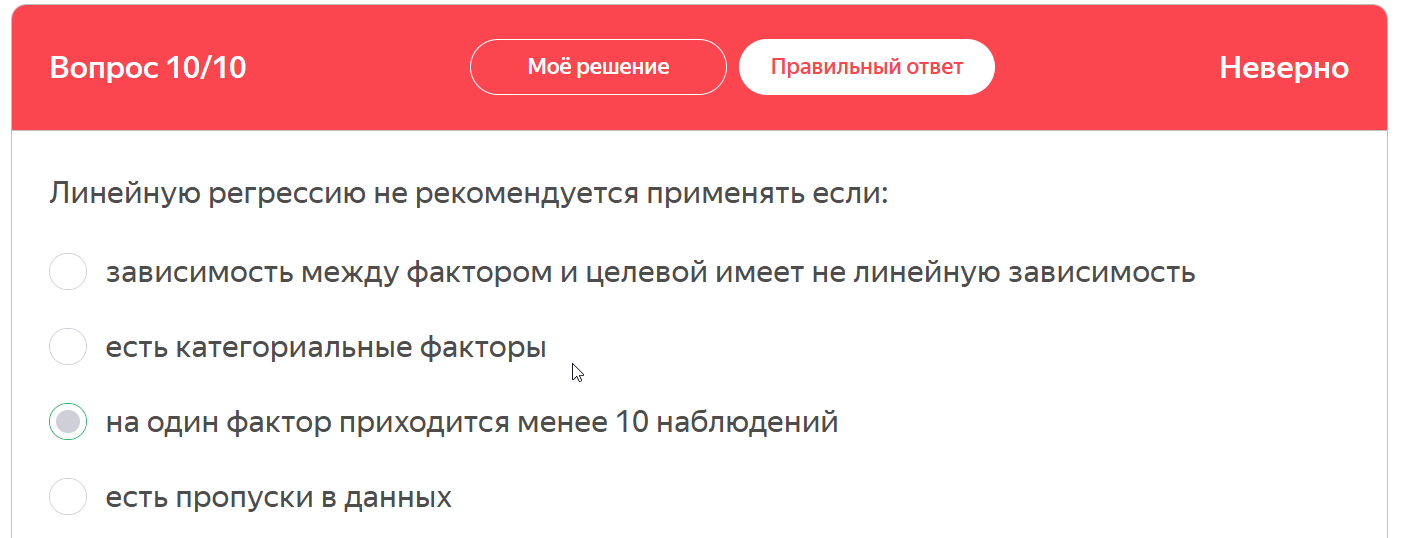 Вопрос 10/10
Моё решение
Правильный ответ
Неверно
Линейную регрессию не рекомендуется применять если:
зависимость между фактором и целевой имеет не линейную зависимость
есть категориальные факторы
на один фактор приходится менее 10 наблюдений
есть пропуски в данных